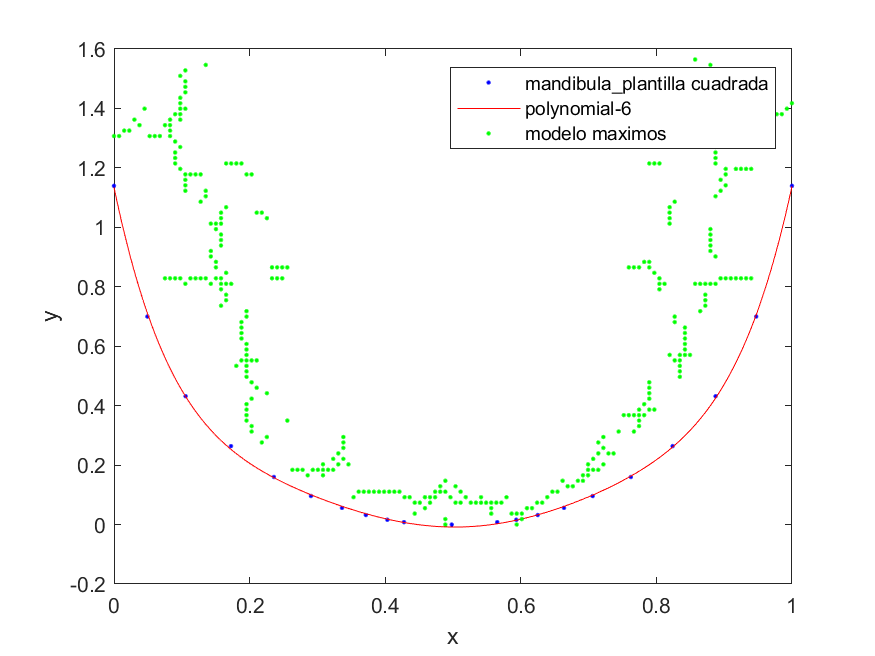 1.6
1.4
1.2
1
0.8
0.6
0.4
0.2
0
-0.2
y
mandibula_plantilla cuadrada
polynomial-6
modelo maximos
0 0.2 0.4 0.6 0.8 1
x